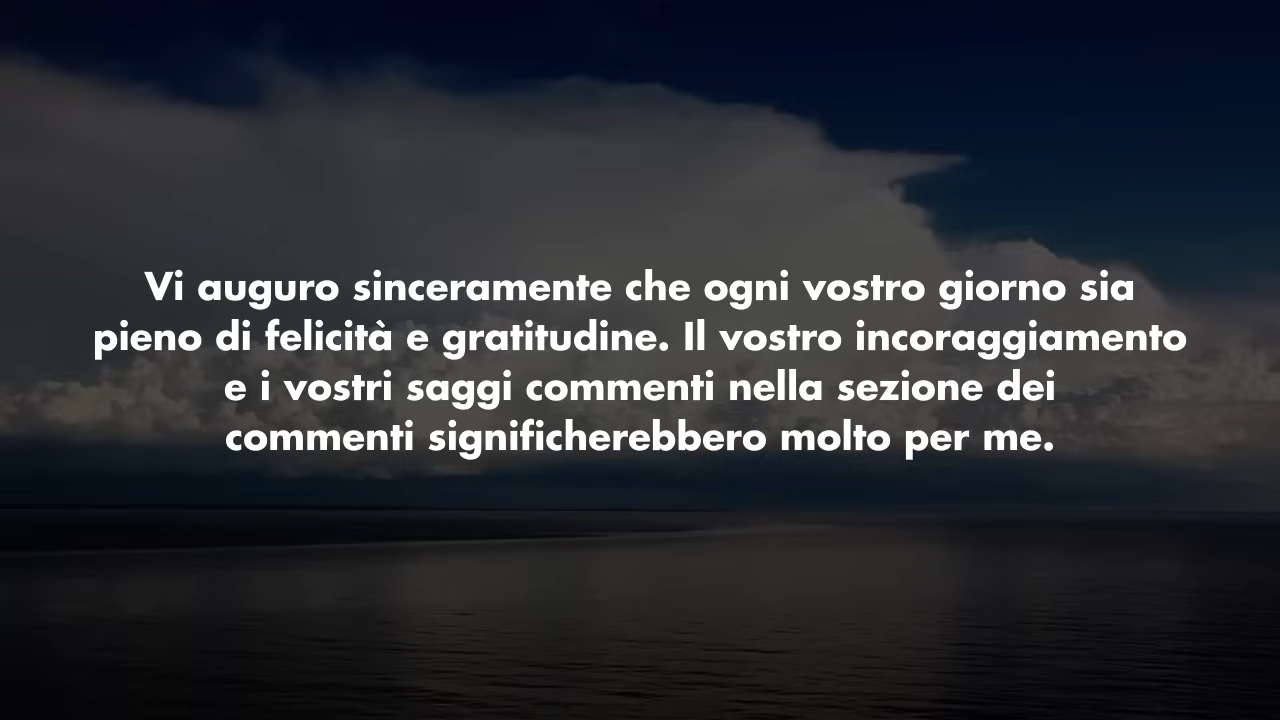 Vi auguro sinceramente che ogni vostro giorno sia
pieno di felicità e gratitudine. Il vostro incoraggiamento
e i vostri saggi commenti nella sezione dei
commenti significherebbero molto per me.